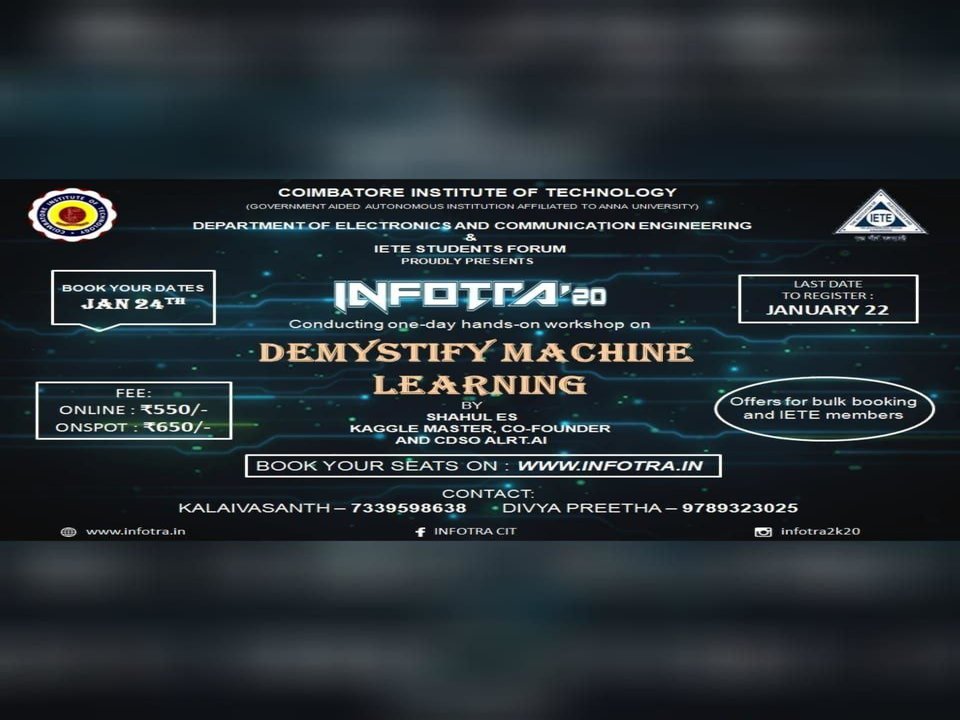 COIMBATORE INSTITUTE OF TECHNOLOGY
(GOVERNMENT AIDED AUTONOMOUS INSTITUTION AFFILIATED TO ANNA UNIVERSITY)
DEPARTMENT OF ELECTRONICS AND COMMUNICATION ENGINEERING
&
IETE STUDENTS FORUM
PROUDLY PRESENTS
COIMBATORE INSTITUTE OF TECHNOLOGY
IETE
BOOK YOUR DATES
JAN 24TH
INFOTRA'20
LAST DATE
TO REGISTER :
JANUARY 22
Conducting one-day hands-on workshop on
DEMYSTIFY MACHINE
LEARNING
FEE:
ONLINE : ₹550/-
ONSPOT : ₹650/-
BY
SHAHUL ES
KAGGLE MASTER, CO-FOUNDER
AND CDSO ALRT.AI
Offers for bulk booking
and IETE members
BOOK YOUR SEATS ON : WWW.INFOTRA.IN
CONTACT:
KALAIVASANTH – 7339598638 DIVYA PREETHA – 9789323025
www.infotra.in INFOTRA CIT infotra2k20